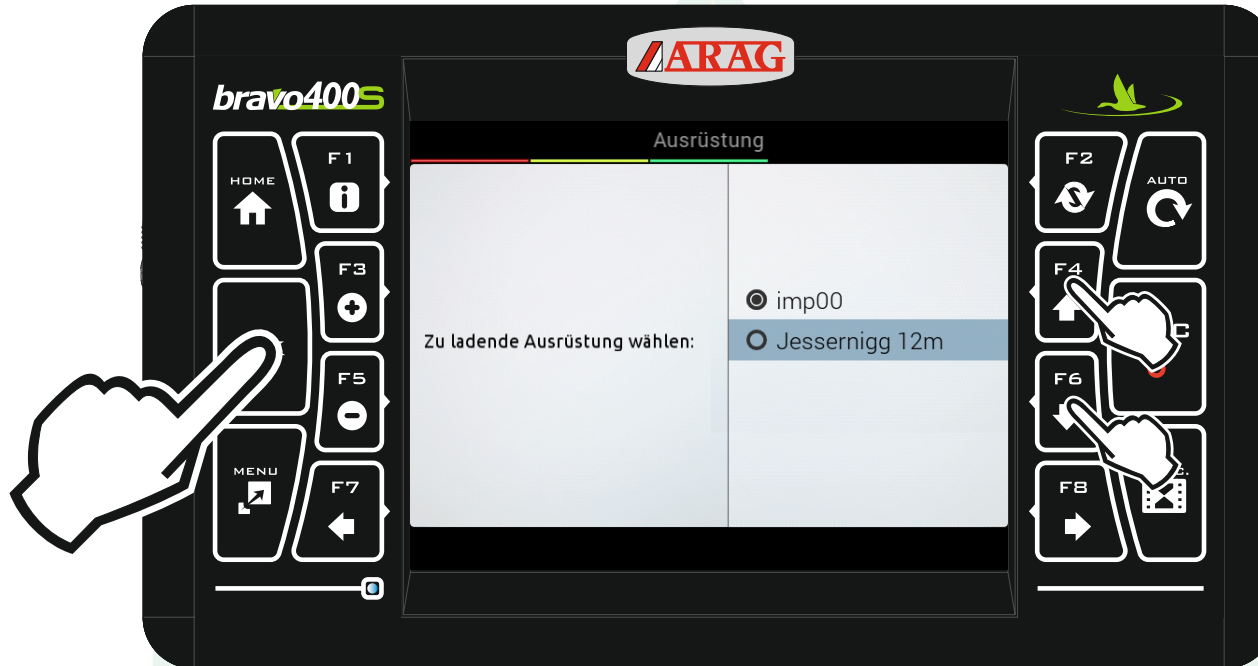 ARAG
bravo400S
Ausrüstung
HOME
F1
F2
AUTO
F3
F4
imp00
Zu ladende Ausrüstung wählen:
Jessernigg 12m
F5
F6
MENU
F7
F8